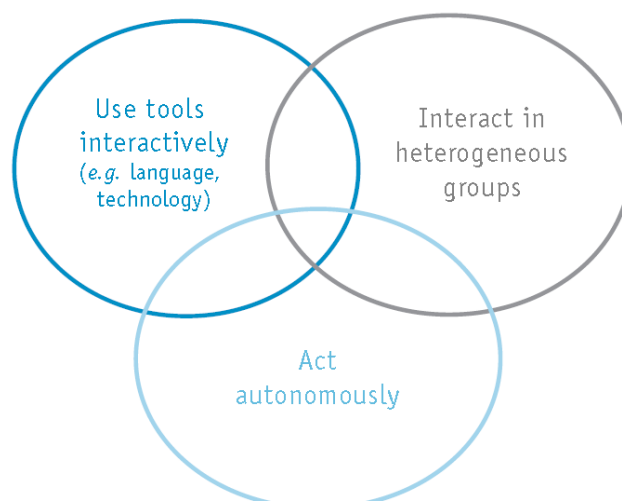 Use tools
interactively
(e.g. language,
technology)
Interact in
heterogeneous
groups
Act
autonomously